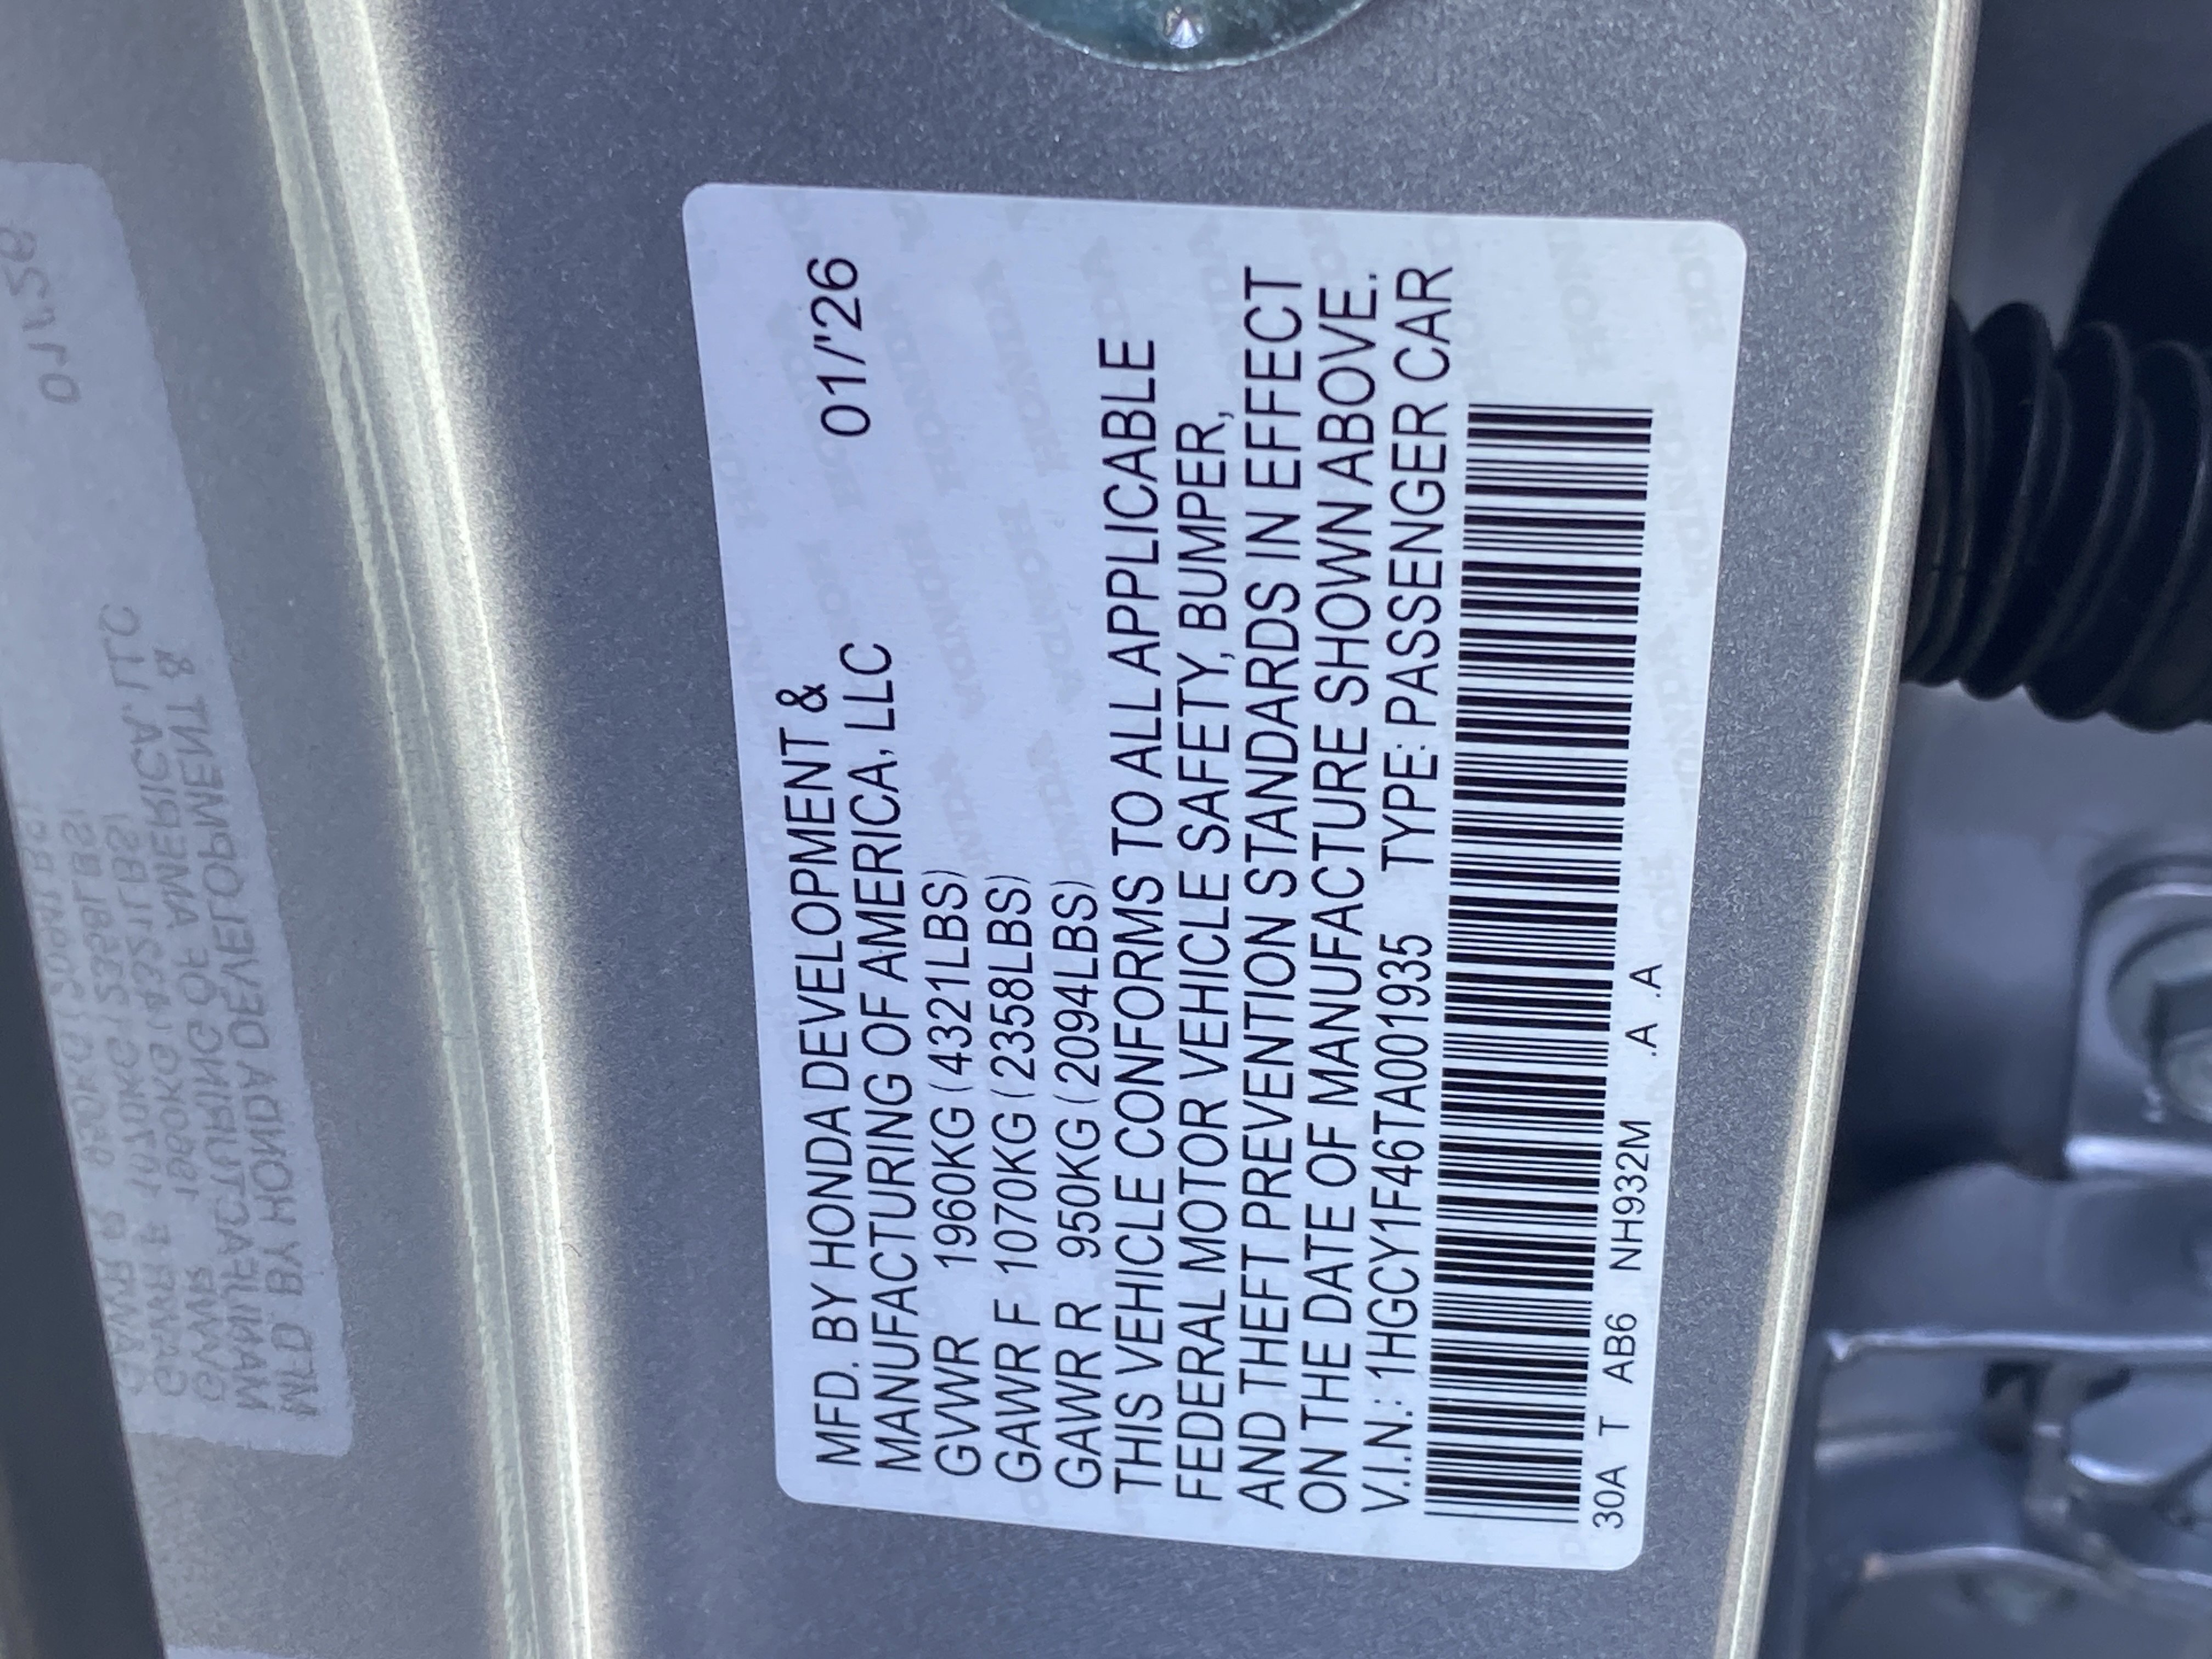 MFD. BY HONDA DEVELOPMENT &
MANUFACTURING OF AMERICA, LLC 01/'26
GVWR 1960KG (4321LBS)
GAWR F 1070KG (2358LBS)
GAWR R 950KG (2094LBS)
THIS VEHICLE CONFORMS TO ALL APPLICABLE
FEDERAL MOTOR VEHICLE SAFETY, BUMPER,
AND THEFT PREVENTION STANDARDS IN EFFECT
ON THE DATE OF MANUFACTURE SHOWN ABOVE.
V.I.N.: 1HGCY1F46TA001935 TYPE: PASSENGER CAR
30A T AB6 NH932M .A .A